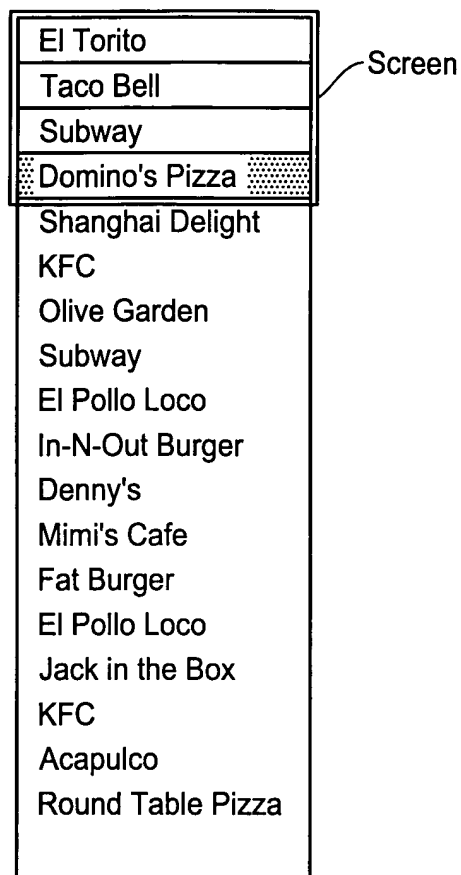 El Torito
Screen
Taco Bell
Subway
Domino's Pizza
Shanghai Delight
KFC
Olive Garden
Subway
El Pollo Loco
In-N-Out Burger
Denny's
Mimi's Cafe
Fat Burger
El Pollo Loco
Jack in the Box
KFC
Acapulco
Round Table Pizza